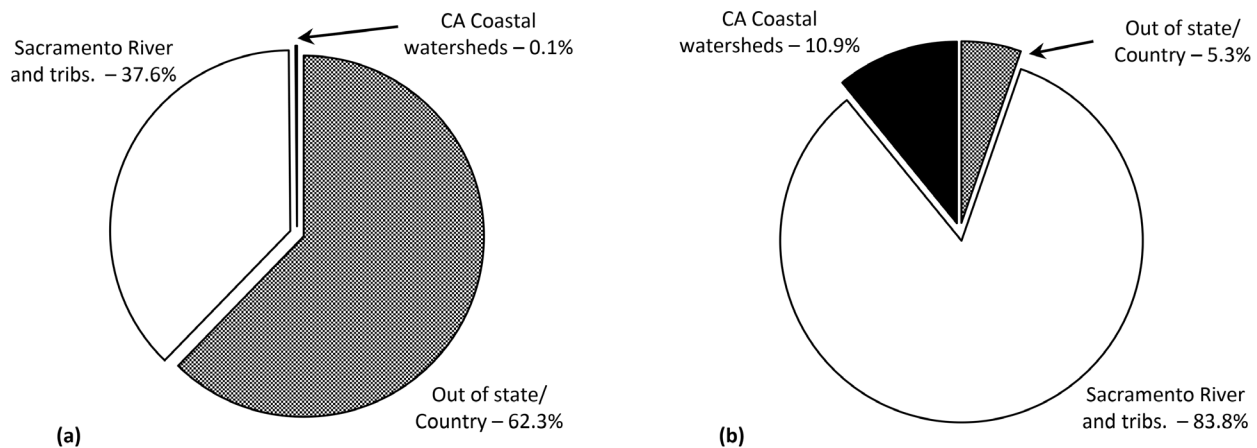 CA Coastal
watersheds – 0.1%
Sacramento River
and tribs. – 37.6%
Out of state/
Country – 62.3%
(a)
CA Coastal
watersheds – 10.9%
Out of state/
Country – 5.3%
Sacramento River
and tribs. – 83.8%
(b)